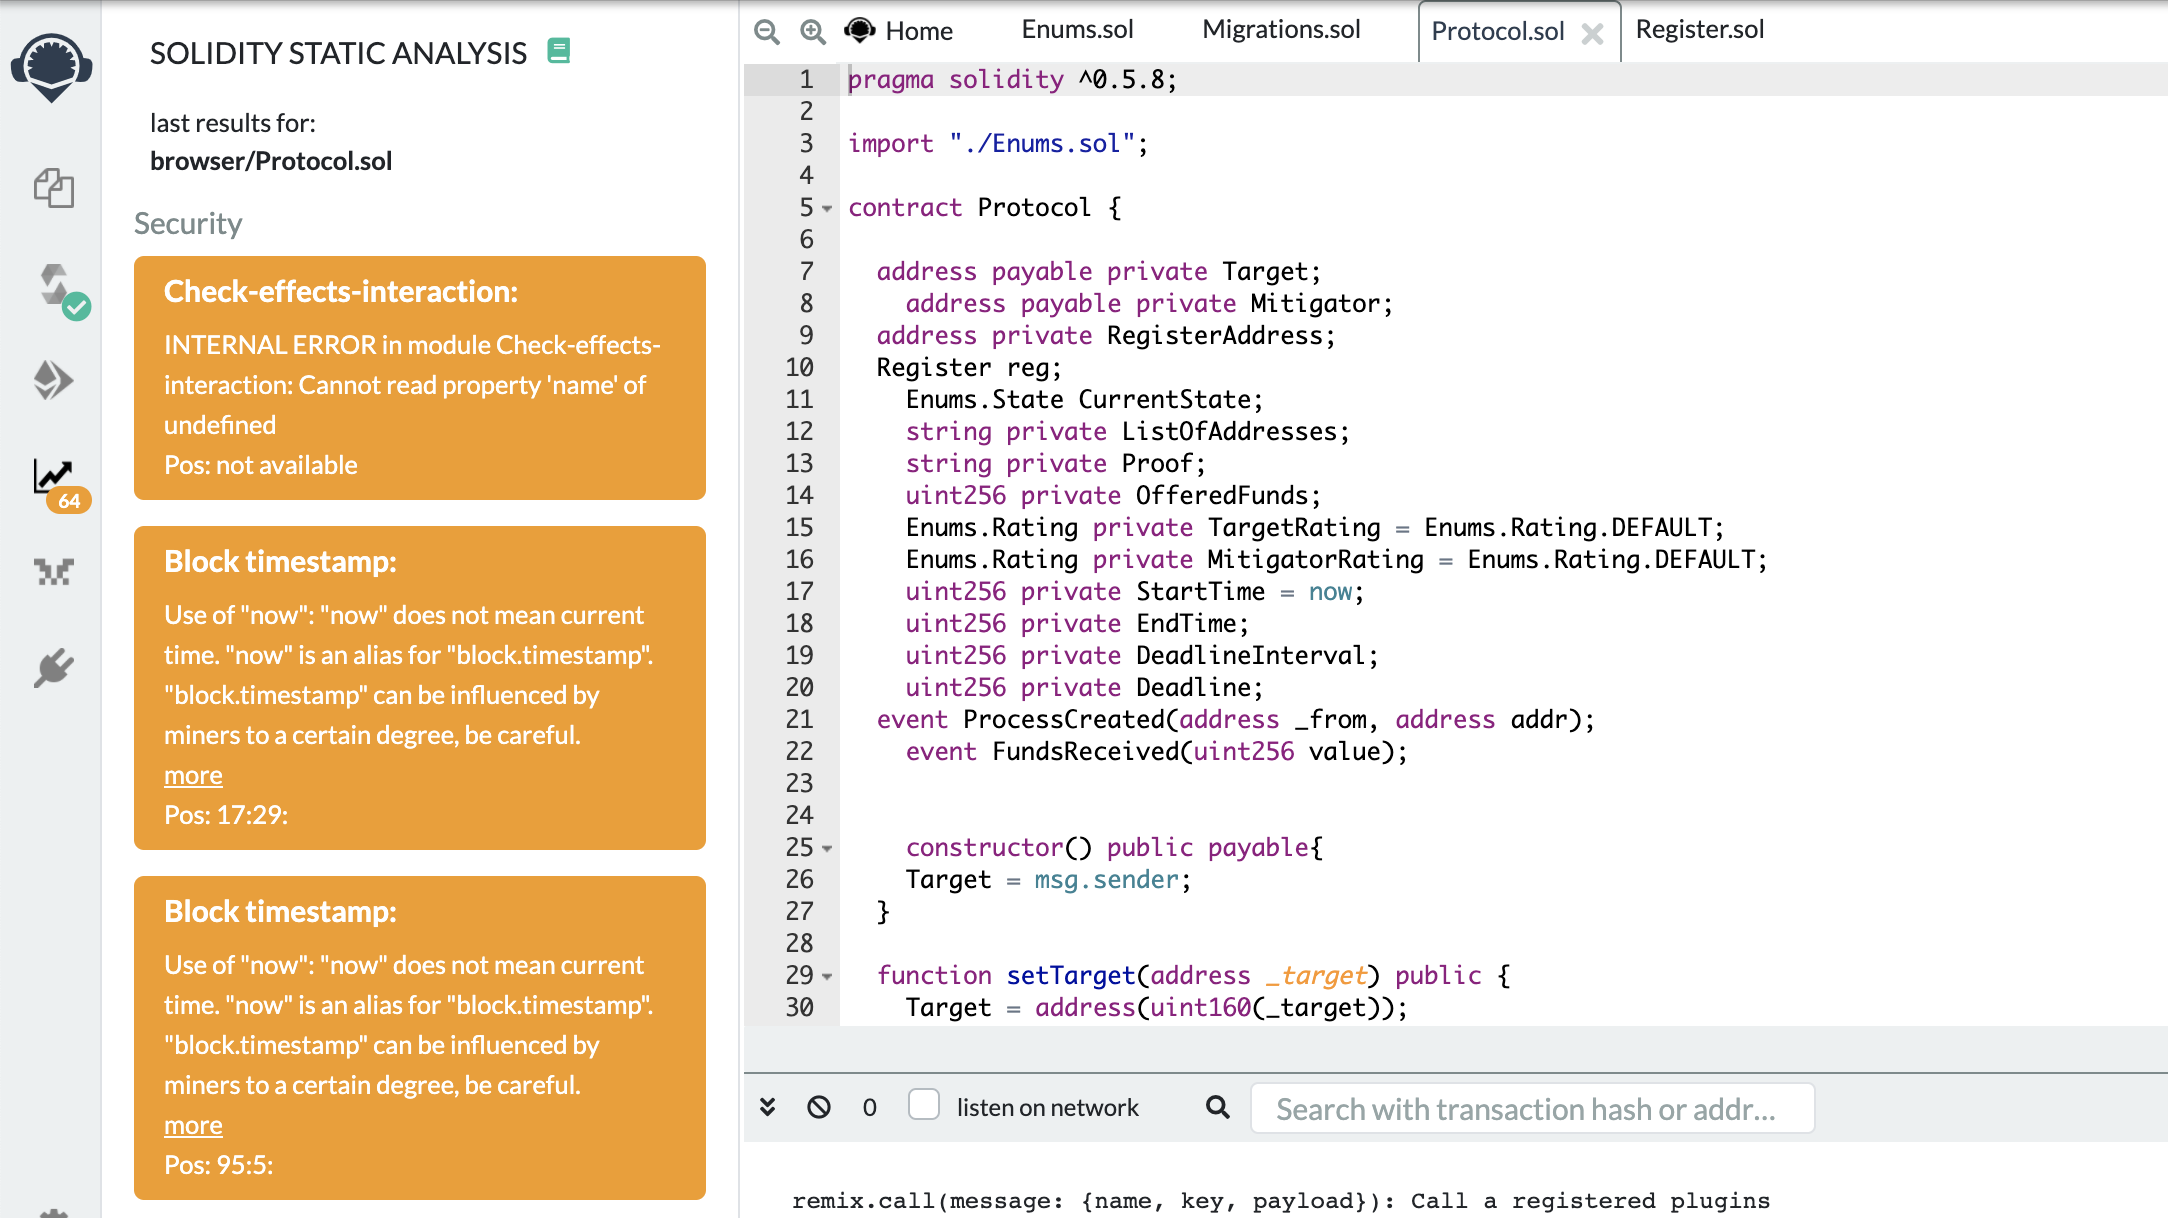 SOLIDITY STATIC ANALYSIS
last results for:
browser/Protocol.sol
Security
Check-effects-interaction:
INTERNAL ERROR in module Check-effects-
interaction: Cannot read property 'name' of
undefined
Pos: not available
64
Block timestamp:
Use of "now": "now" does not mean current
time. "now" is an alias for "block.timestamp".
"block.timestamp" can be influenced by
miners to a certain degree, be careful.
more
Pos: 17:29:
Block timestamp:
Use of "now": "now" does not mean current
time. "now" is an alias for "block.timestamp".
"block.timestamp" can be influenced by
miners to a certain degree, be careful.
more
Pos: 95:5:
Home Enums.sol Migrations.sol Protocol.sol Register.sol
1 pragma solidity ^0.5.8;
2
3 import "./Enums.sol";
4
5 contract Protocol {
6
7 address payable private Target;
8 address payable private Mitigator;
9 address private RegisterAddress;
10 Register reg;
11 Enums.State CurrentState;
12 string private ListOfAddresses;
13 string private Proof;
14 uint256 private OfferedFunds;
15 Enums.Rating private TargetRating = Enums.Rating.DEFAULT;
16 Enums.Rating private MitigatorRating = Enums.Rating.DEFAULT;
17 uint256 private StartTime = now;
18 uint256 private EndTime;
19 uint256 private DeadlineInterval;
20 uint256 private Deadline;
21 event ProcessCreated(address _from, address addr);
22 event FundsReceived(uint256 value);
23
24
25 constructor() public payable{
26 Target = msg.sender;
27 }
28
29 function setTarget(address _target) public {
30 Target = address(uint160(_target));
0 listen on network Search with transaction hash or addr...
remix.call(message: {name, key, payload}): Call a registered plugins